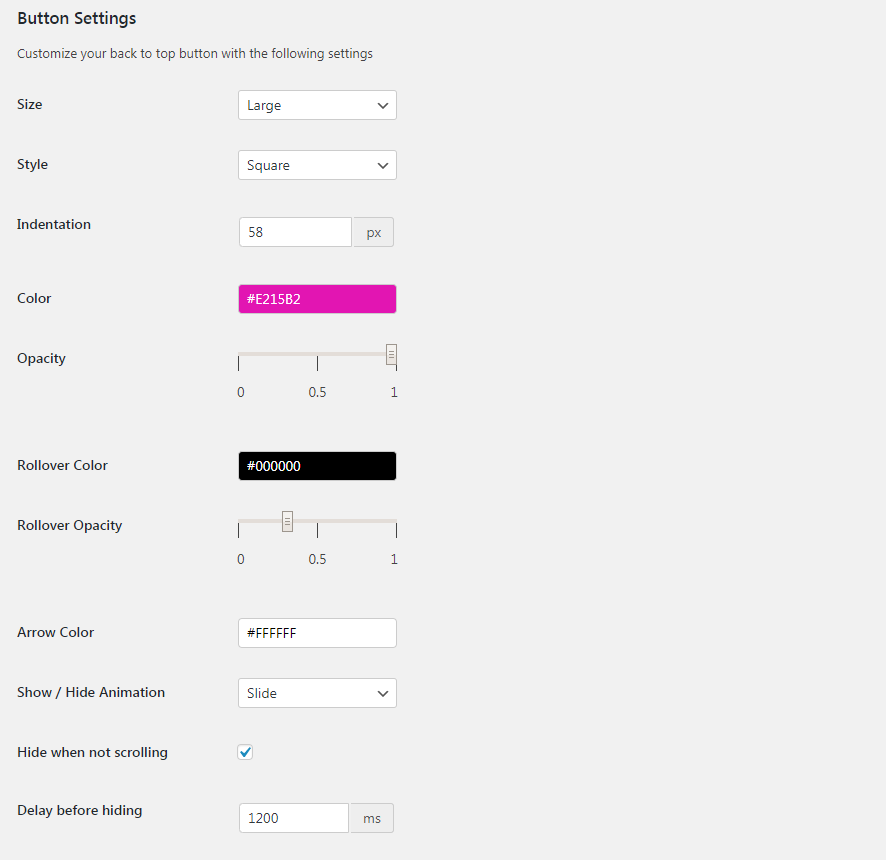 Button Settings
Customize your back to top button with the following settings
Size Large
Style Square
Indentation 58 px
Color #E215B2
Opacity
0 0.5 1
Rollover Color #000000
Rollover Opacity
0 0.5 1
Arrow Color #FFFFFF
Show / Hide Animation Slide
Hide when not scrolling
Delay before hiding 1200 ms